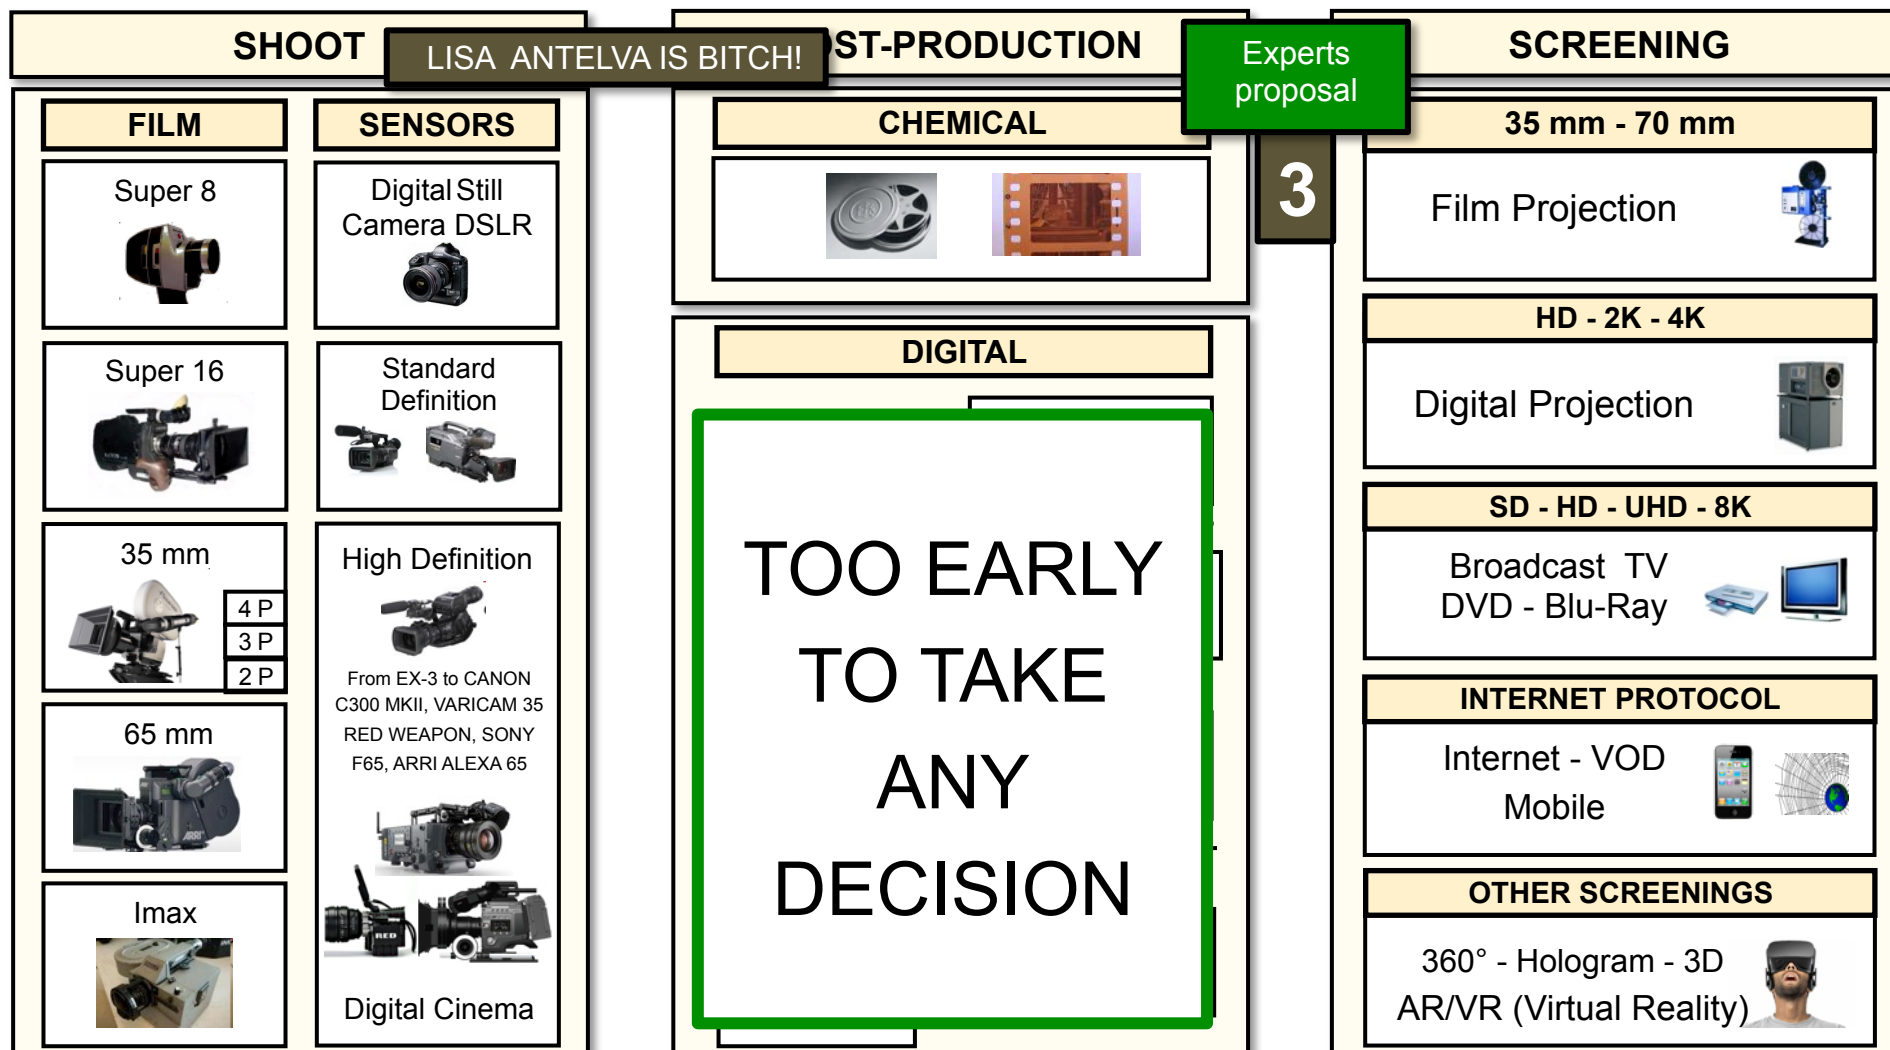 SHOOT
LISA ANTELVA IS BITCH!
ST-PRODUCTION
Experts
proposal
SCREENING
FILM
SENSORS
Super 8
Digital Still
Camera DSLR
Super 16
Standard
Definition
35 mm
4 P
3 P
2 P
High Definition
From EX-3 to CANON
C300 MKII, VARICAM 35
RED WEAPON, SONY
F65, ARRI ALEXA 65
65 mm
ARRI
Imax
RED
Digital Cinema
CHEMICAL
3
DIGITAL
TOO EARLY
TO TAKE
ANY
DECISION
35 mm - 70 mm
Film Projection
HD - 2K - 4K
Digital Projection
SD - HD - UHD - 8K
Broadcast TV
DVD - Blu-Ray
INTERNET PROTOCOL
Internet - VOD
Mobile
OTHER SCREENINGS
360° - Hologram - 3D
AR/VR (Virtual Reality)